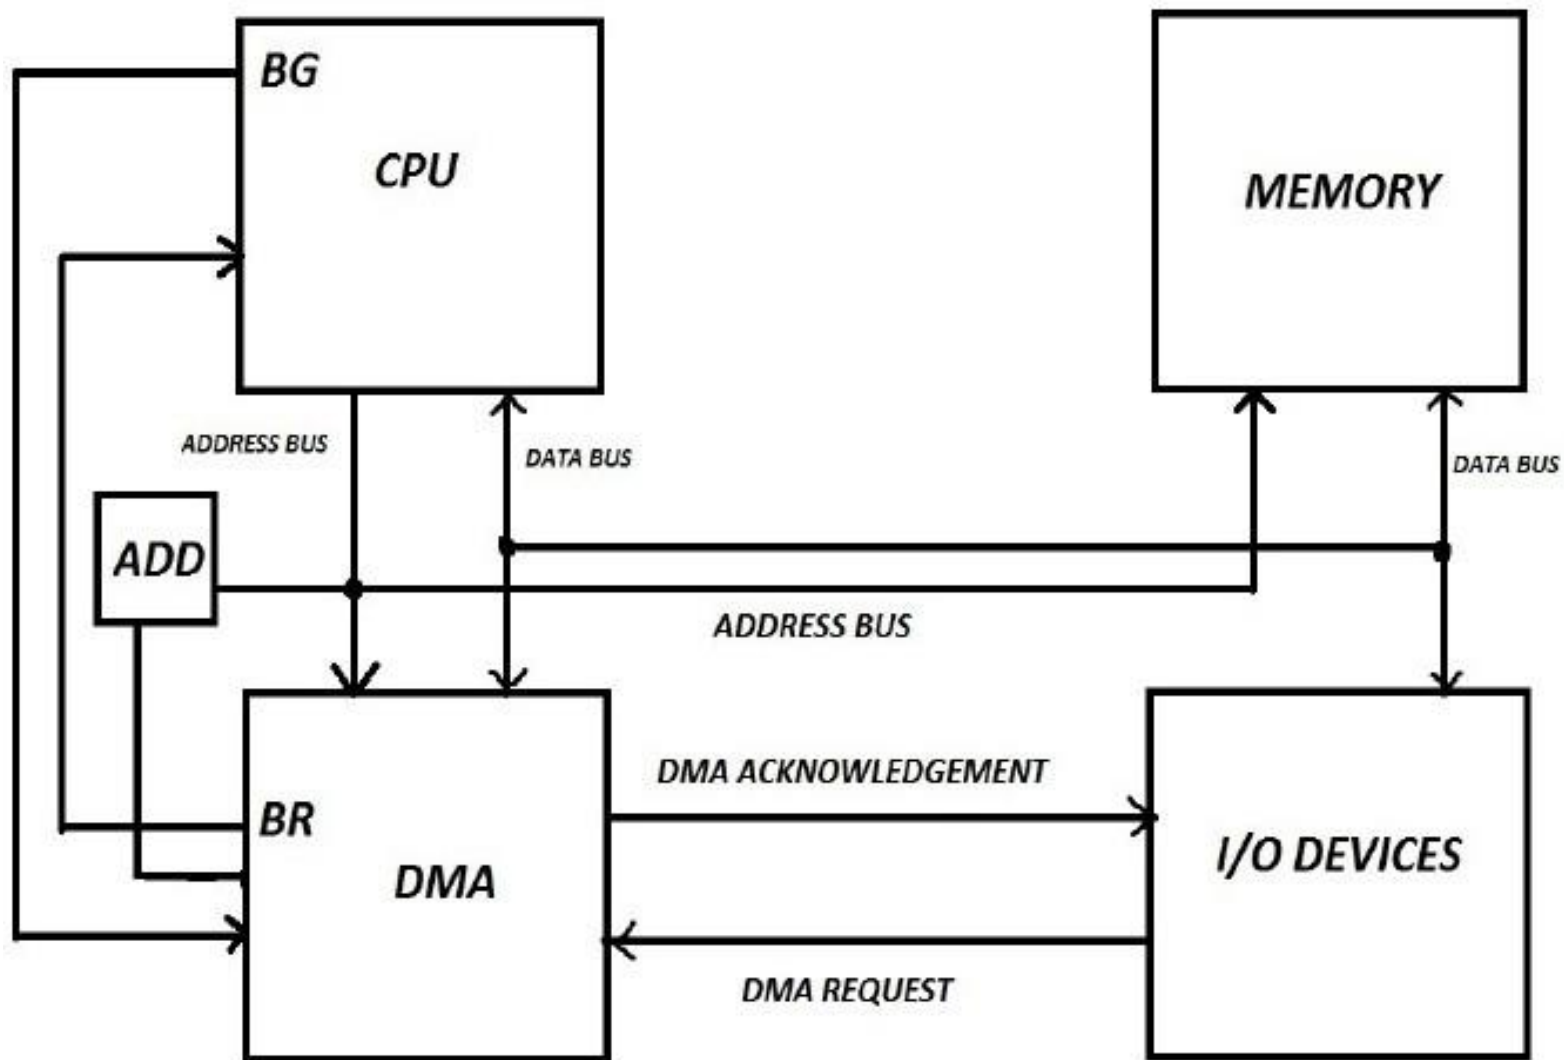 BG
CPU
MEMORY
ADDRESS BUS
DATA BUS
DATA BUS
ADD
ADDRESS BUS
DMA ACKNOWLEDGEMENT
BR
DMA
I/O DEVICES
DMA REQUEST